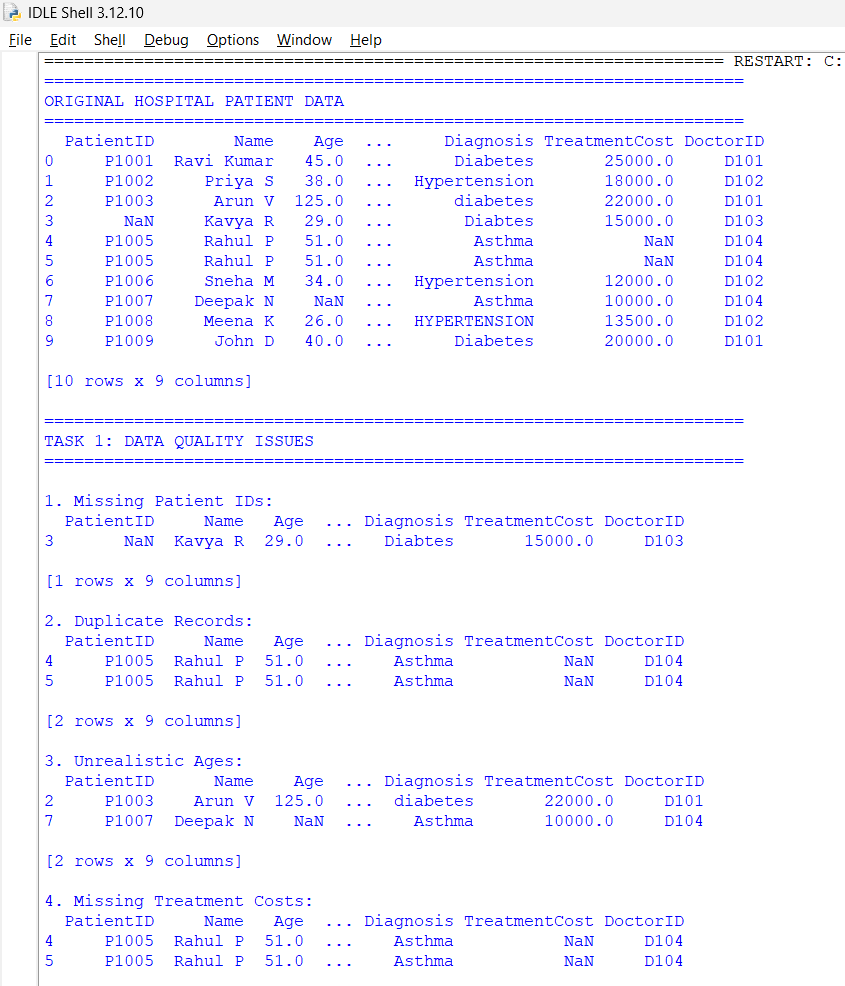 IDLE Shell 3.12.10
File Edit Shell Debug Options Window Help
==================================================================== RESTART: C:
======================================================================
ORIGINAL HOSPITAL PATIENT DATA
======================================================================
  PatientID        Name    Age  ...     Diagnosis TreatmentCost DoctorID
0     P1001  Ravi Kumar   45.0  ...      Diabetes       25000.0     D101
1     P1002     Priya S   38.0  ...  Hypertension       18000.0     D102
2     P1003      Arun V  125.0  ...      diabetes       22000.0     D101
3       NaN     Kavya R   29.0  ...       Diabtes       15000.0     D103
4     P1005     Rahul P   51.0  ...        Asthma           NaN     D104
5     P1005     Rahul P   51.0  ...        Asthma           NaN     D104
6     P1006     Sneha M   34.0  ...  Hypertension       12000.0     D102
7     P1007    Deepak N    NaN  ...        Asthma       10000.0     D104
8     P1008     Meena K   26.0  ...  HYPERTENSION       13500.0     D102
9     P1009      John D   40.0  ...      Diabetes       20000.0     D101
[10 rows x 9 columns]
======================================================================
TASK 1: DATA QUALITY ISSUES
======================================================================
1. Missing Patient IDs:
  PatientID     Name   Age  ... Diagnosis TreatmentCost DoctorID
3       NaN  Kavya R  29.0  ...   Diabtes       15000.0     D103
[1 rows x 9 columns]
2. Duplicate Records:
  PatientID     Name   Age  ... Diagnosis TreatmentCost DoctorID
4     P1005  Rahul P  51.0  ...    Asthma           NaN     D104
5     P1005  Rahul P  51.0  ...    Asthma           NaN     D104
[2 rows x 9 columns]
3. Unrealistic Ages:
  PatientID      Name    Age  ... Diagnosis TreatmentCost DoctorID
2     P1003    Arun V  125.0  ...  diabetes       22000.0     D101
7     P1007  Deepak N    NaN  ...    Asthma       10000.0     D104
[2 rows x 9 columns]
4. Missing Treatment Costs:
  PatientID     Name   Age  ... Diagnosis TreatmentCost DoctorID
4     P1005  Rahul P  51.0  ...    Asthma           NaN     D104
5     P1005  Rahul P  51.0  ...    Asthma           NaN     D104